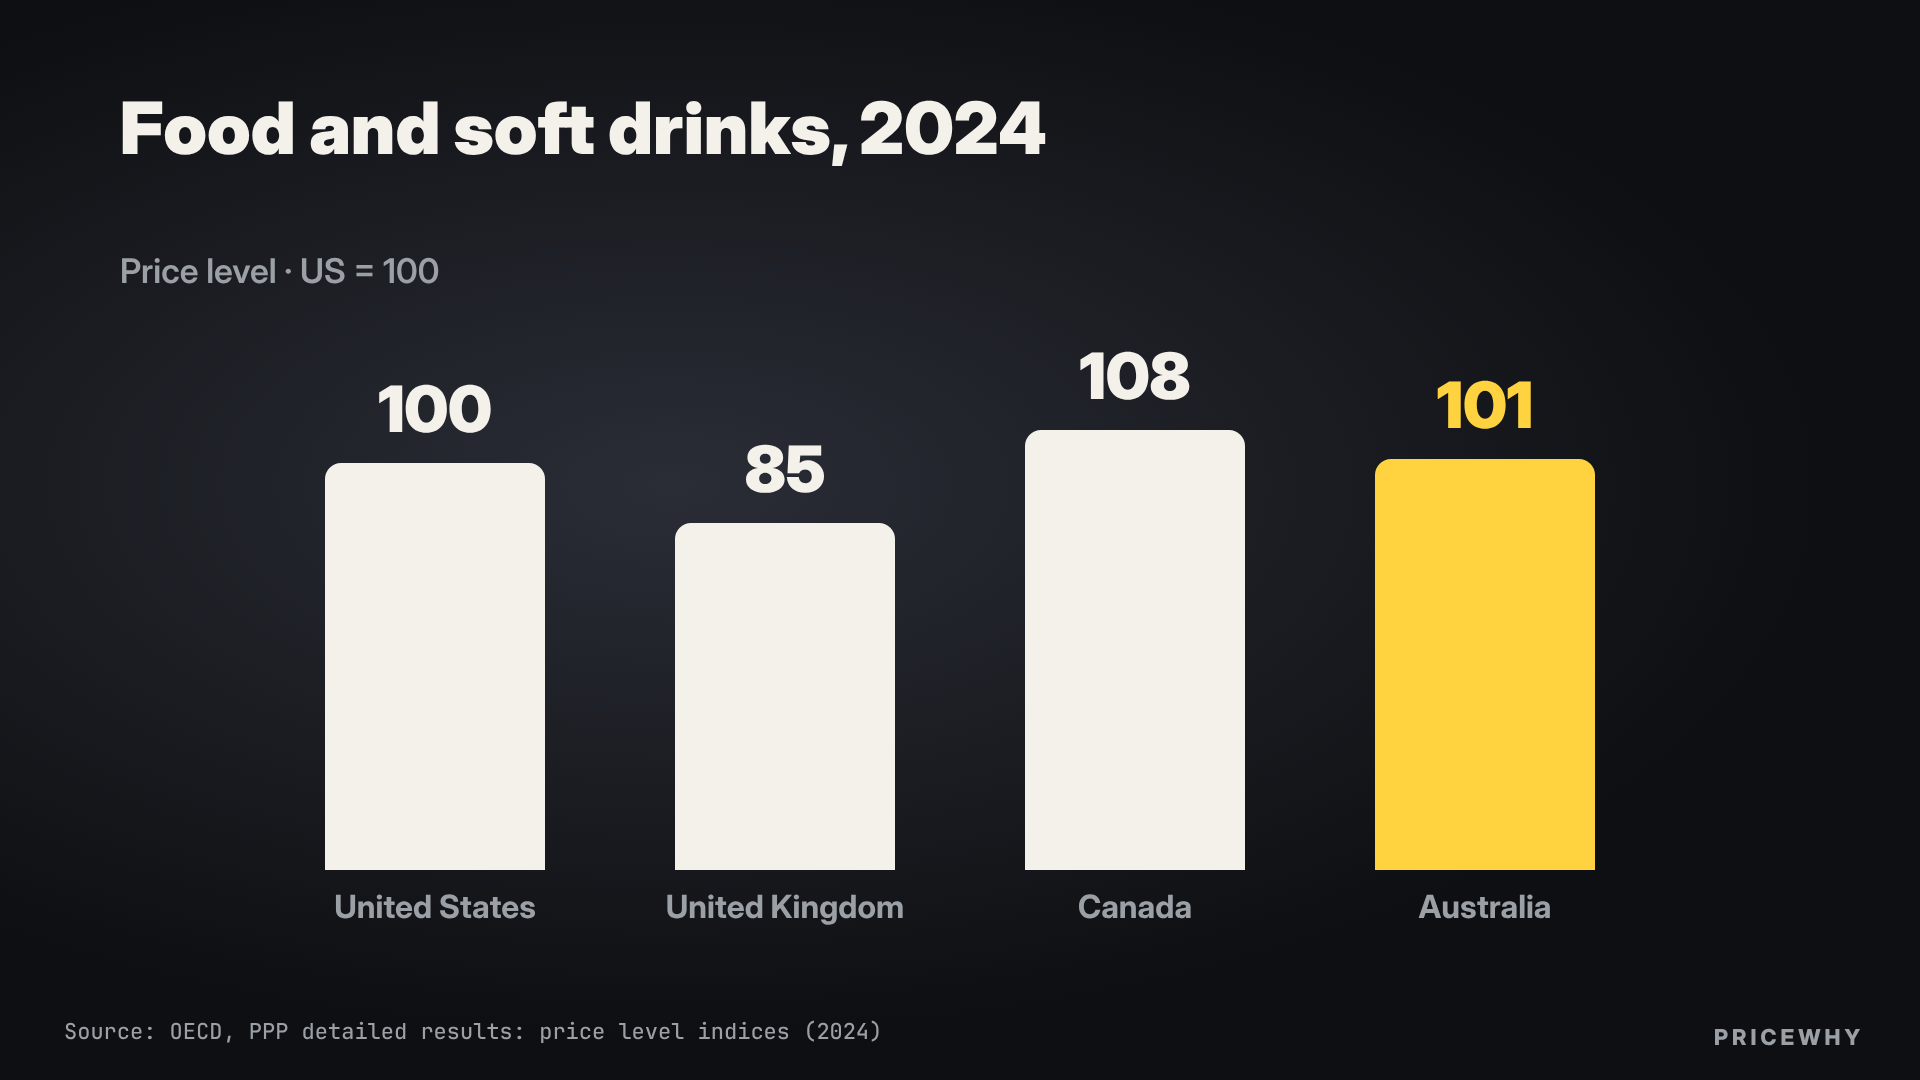 Food and soft drinks, 2024
Price level · US = 100
100
85
108
101
United States
United Kingdom
Canada
Australia
Source: OECD, PPP detailed results: price level indices (2024)
PRICEWHY